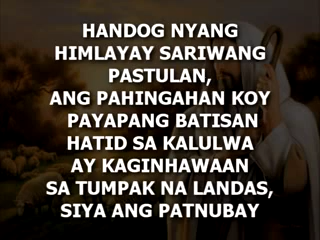 HANDOG NYANG
HIMLAYAY SARIWANG
PASTULAN,
ANG PAHINGAHAN KOY
PAYAPANG BATISAN
HATID SA KALULWA
AY KAGINHAWAAN
SA TUMPAK NA LANDAS,
SIYA ANG PATNUBAY